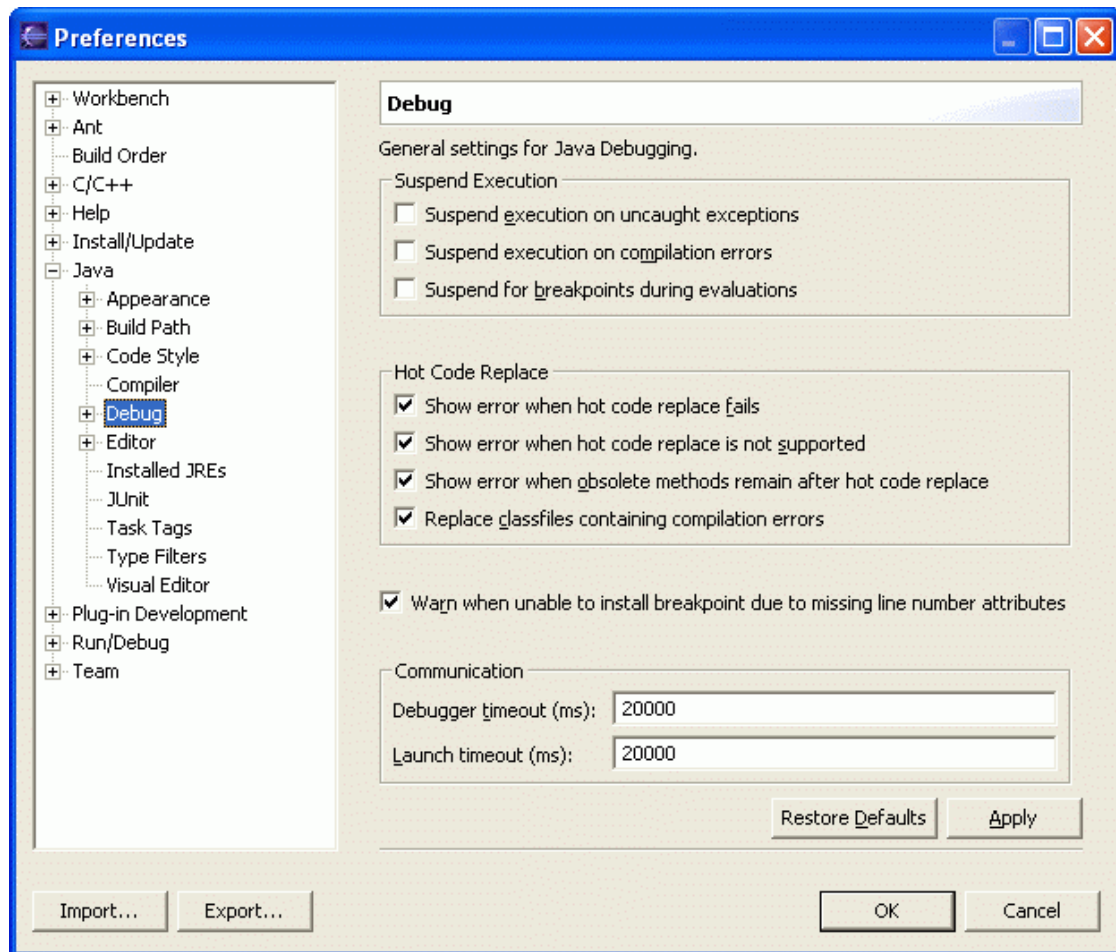 Preferences
Workbench
Ant
Build Order
C/C++
Help
Install/Update
Java
Appearance
Build Path
Code Style
Compiler
Debug
Editor
Installed JREs
JUnit
Task Tags
Type Filters
Visual Editor
Plug-in Development
Run/Debug
Team
Debug
General settings for Java Debugging.
Suspend Execution
Suspend execution on uncaught exceptions
Suspend execution on compilation errors
Suspend for breakpoints during evaluations
Hot Code Replace
Show error when hot code replace fails
Show error when hot code replace is not supported
Show error when obsolete methods remain after hot code replace
Replace classfiles containing compilation errors
Warn when unable to install breakpoint due to missing line number attributes
Communication
Debugger timeout (ms): 20000
Launch timeout (ms): 20000
Restore Defaults Apply
Import... Export... OK Cancel